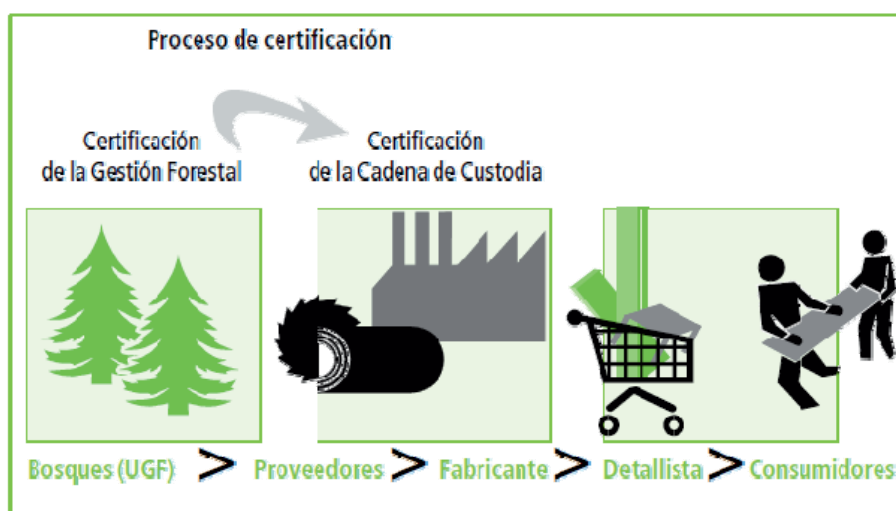 Proceso de certificación
Certificación
de la Gestión Forestal
Certificación
de la Cadena de Custodia
Bosques (UGF) > Proveedores > Fabricante > Detallista > Consumidores